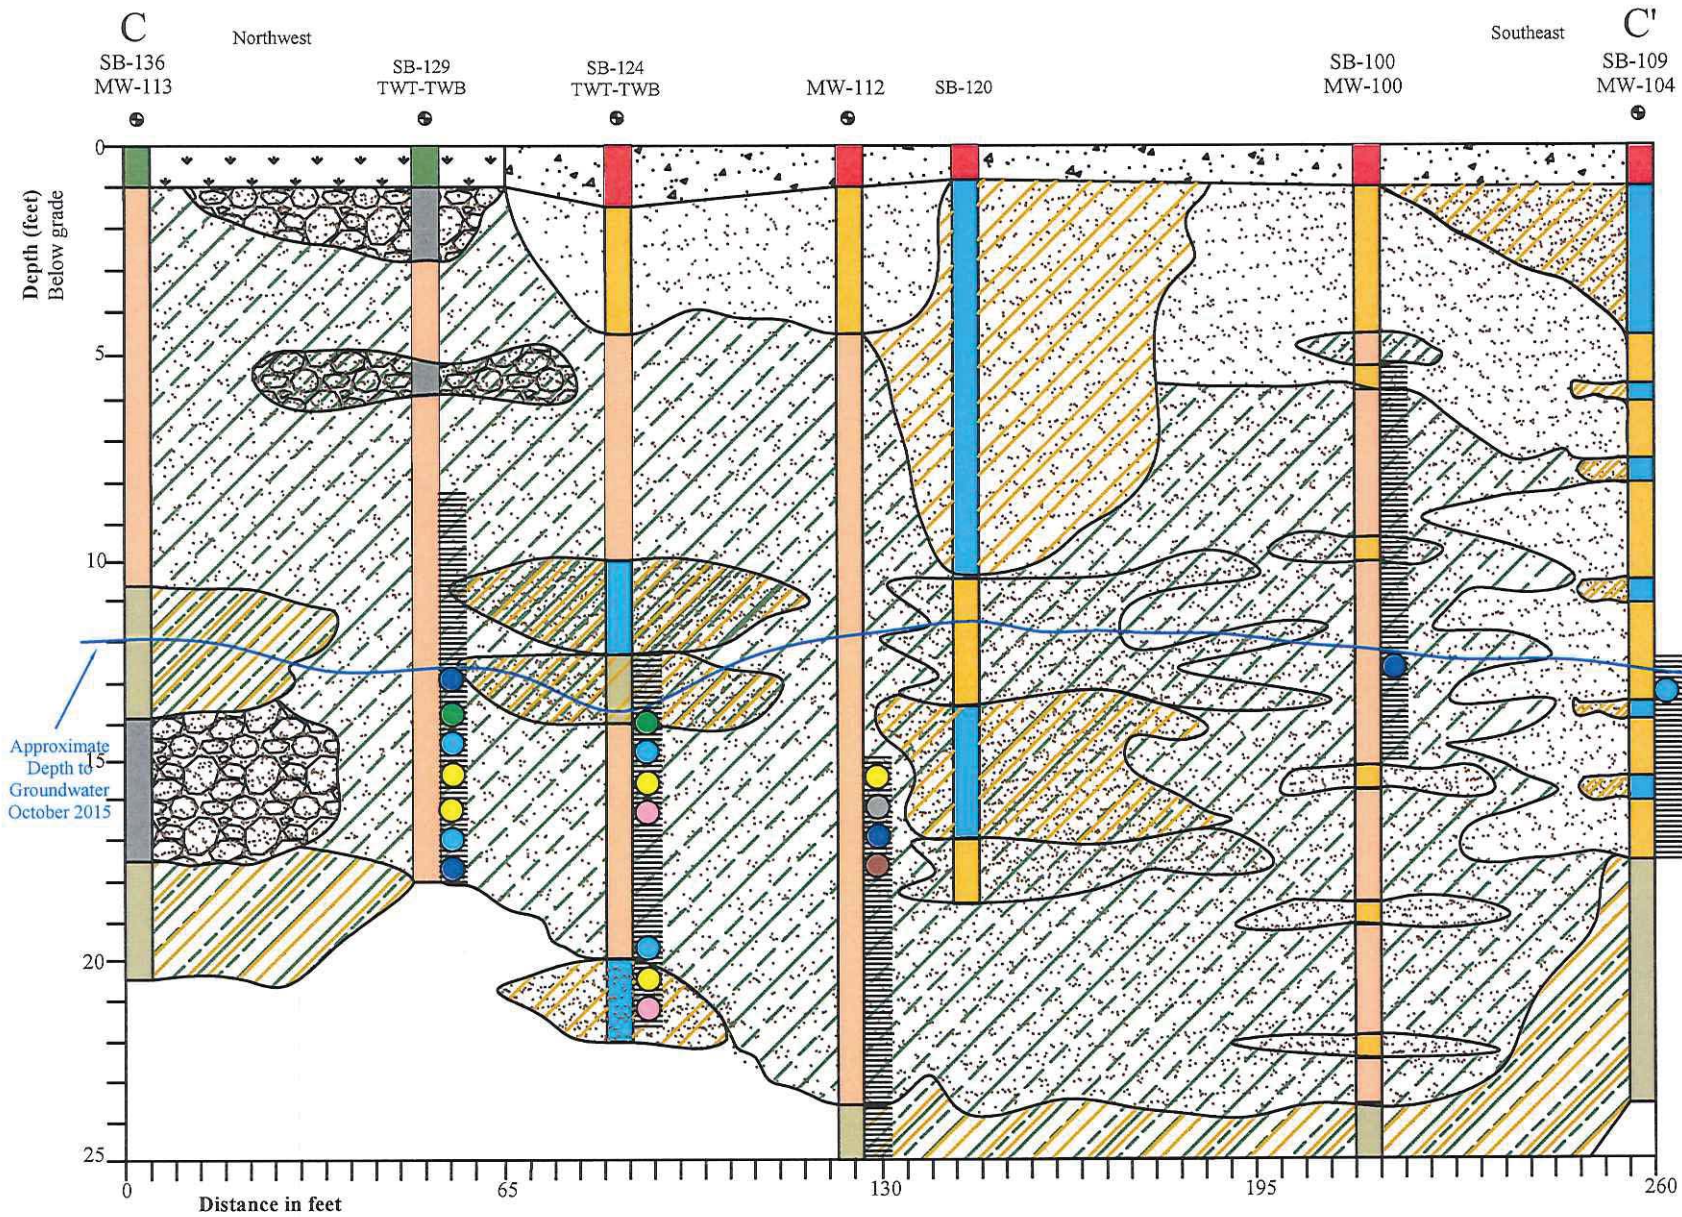 C
C'
Northwest
Southeast
SB-136
MW-113
SB-129
TWT-TWB
SB-124
TWT-TWB
MW-112
SB-120
SB-100
MW-100
SB-109
MW-104
Depth (feet)
Below grade
0
5
10
15
20
25
Approximate
Depth to
Groundwater
October 2015
0
65
130
195
260
Distance in feet